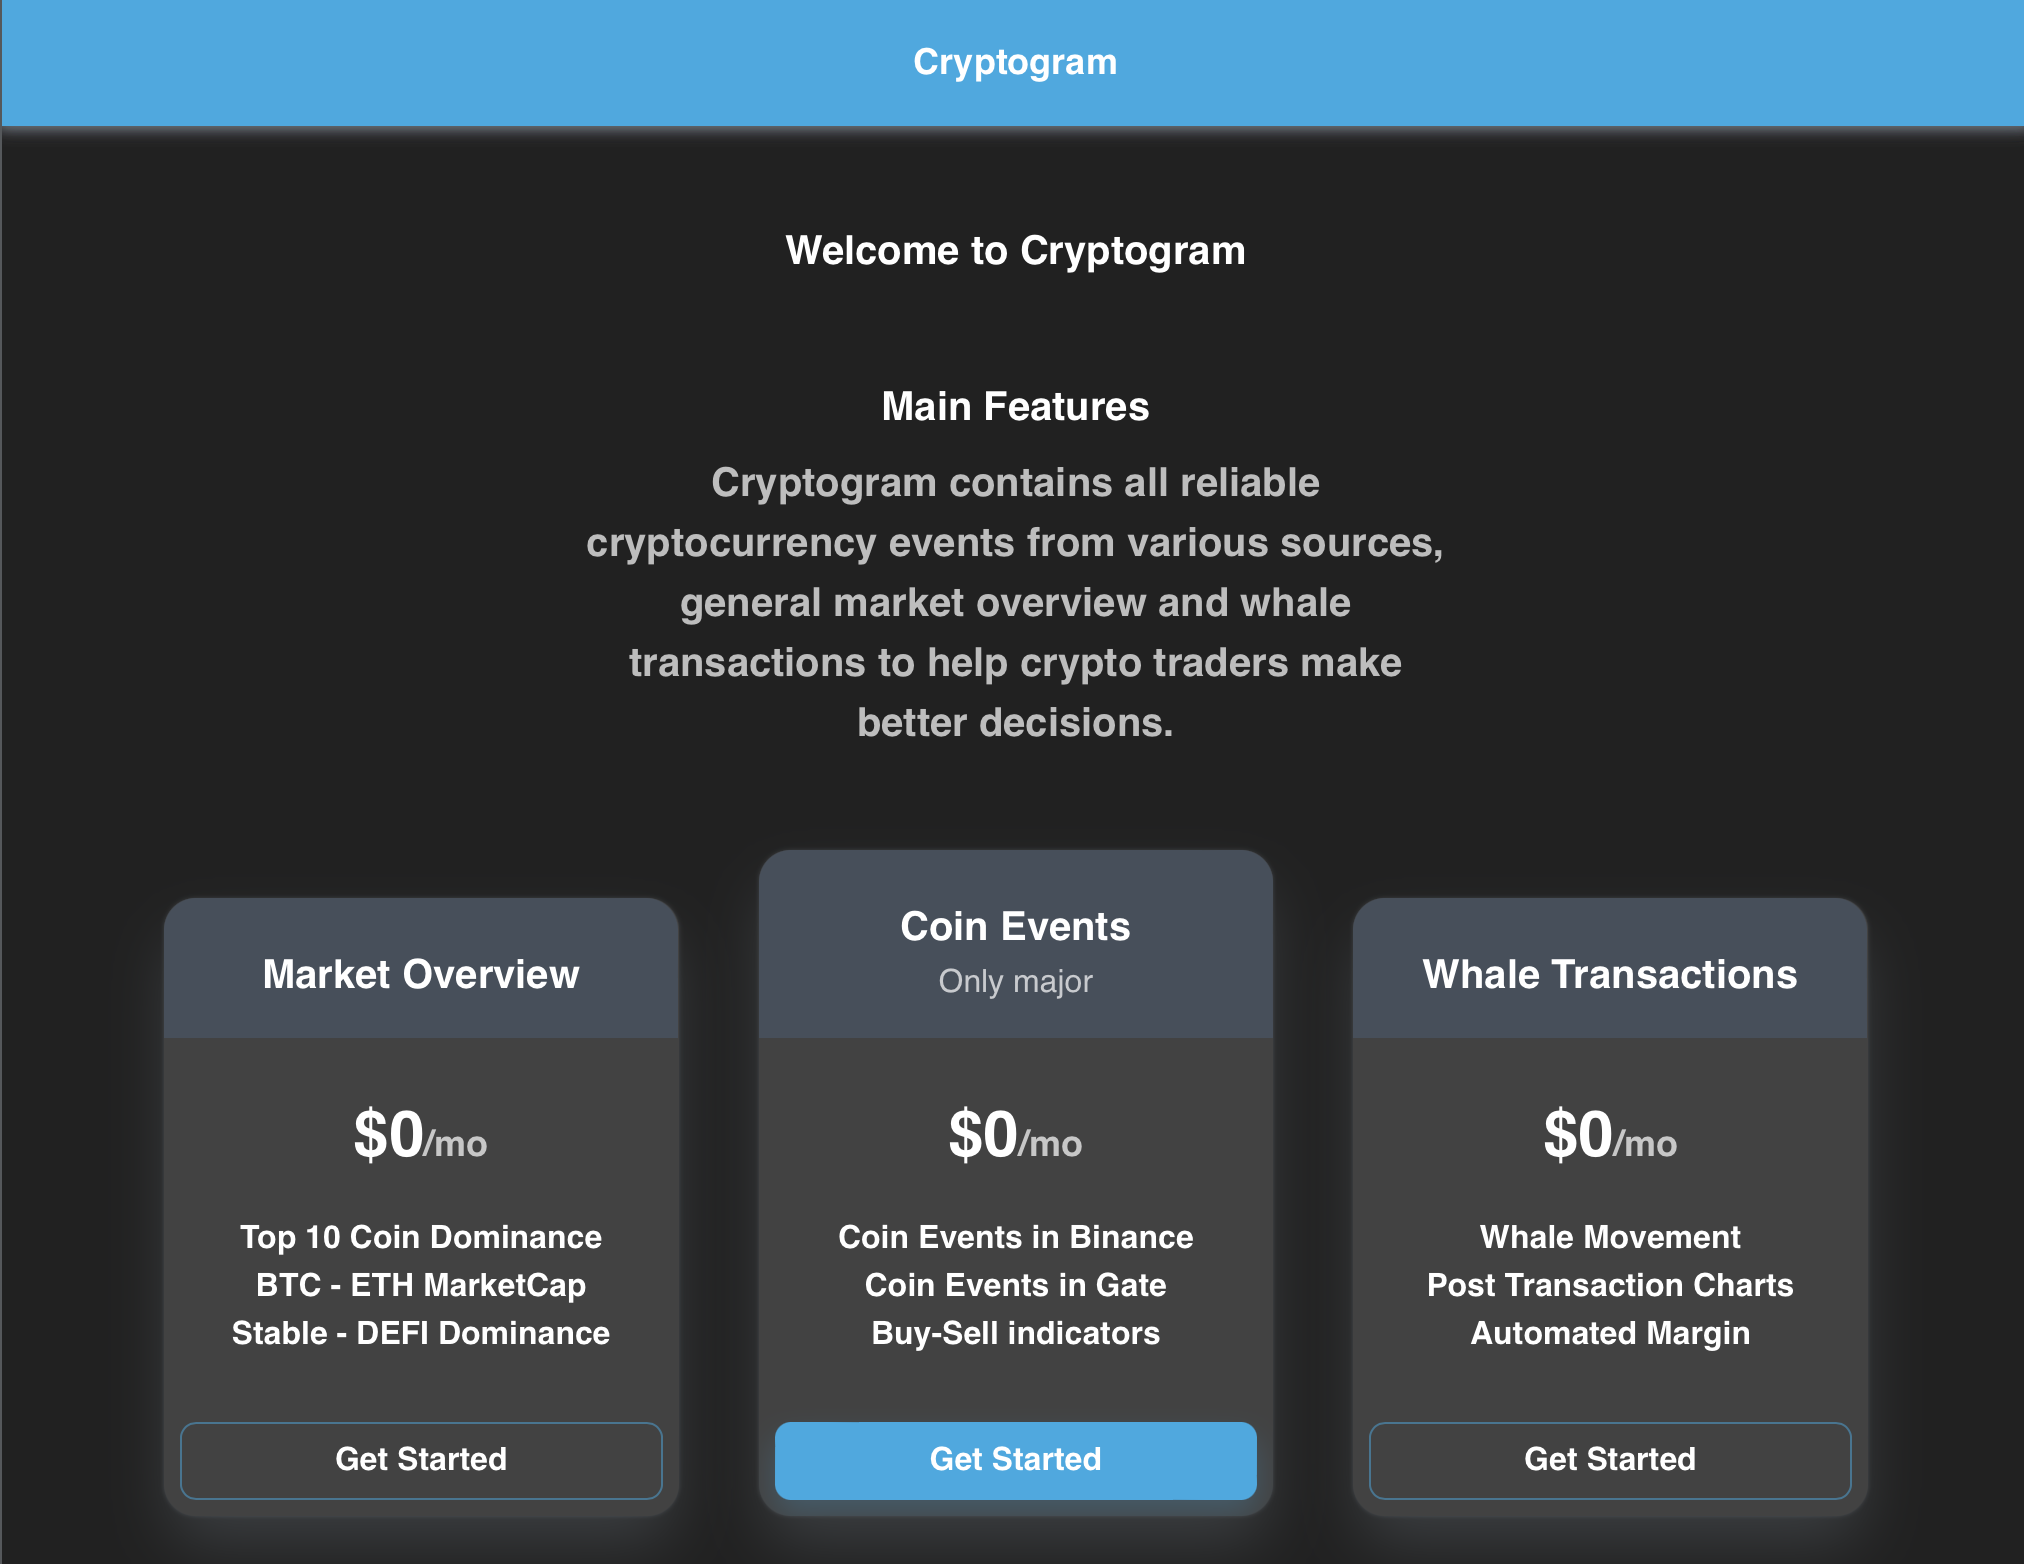 Cryptogram
Welcome to Cryptogram
Main Features
Cryptogram contains all reliable
cryptocurrency events from various sources,
general market overview and whale
transactions to help crypto traders make
better decisions.
Market Overview
$0/mo
Top 10 Coin Dominance
BTC - ETH MarketCap
Stable - DEFI Dominance
Get Started
Coin Events
Only major
$0/mo
Coin Events in Binance
Coin Events in Gate
Buy-Sell indicators
Get Started
Whale Transactions
$0/mo
Whale Movement
Post Transaction Charts
Automated Margin
Get Started